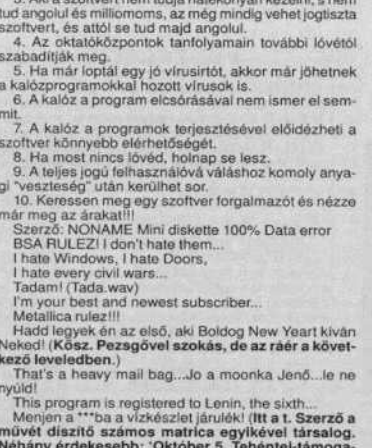 3. Aki a szoftvert nem tudja hatékonyan kezelni, s nem
tud angolul és milliomos, az még mindig vehet jogtiszta
szoftvert, és attól se tud majd angolul.
4. Az oktatóközpontok tanfolyamain további lóvétól
szabadítják meg.
5. Ha már loptál egy jó vírusirtót, akkor már jöhetnek
a kalózprogramokkal hozott vírusok is.
6. A kalóz a program elcsórásával nem ismer el sem-
mit.
7. A kalóz a programok terjesztésével előidézheti a
szoftver könnyebb elérhetőségét.
8. Ha most nincs lóvéd, holnap se lesz.
9. A teljes jogú felhasználóvá váláshoz komoly anya-
gi "veszteség" után kerülhet sor.
10. Keressen meg egy szoftver forgalmazót és nézze
már meg az árakat!!!
Szerző: NONAME Mini diskette 100% Data error
BSA RULEZ! I don't hate them...
I hate Windows, I hate Doors,
I hate every civil wars...
Tadam! (Tada.wav)
I'm your best and newest subscriber...
Metallica rulez!!!
Hadd legyek én az első, aki Boldog New Yeart kíván
Neked! (Kösz. Pezsgővel szokás, de az ráér a követ-
kező leveledben.)
That's a heavy mail bag...Jo a moonka Jenő...le ne
nyúld!
This program is registered to Lenin, the sixth...
Menjen a ***ba a vízkészlet járulék! (Itt a t. Szerző a
művét díszítő számos matrica egyikével társalog.
Néhány érdekesebb: 'Október 5. Tehéntej-támoga-